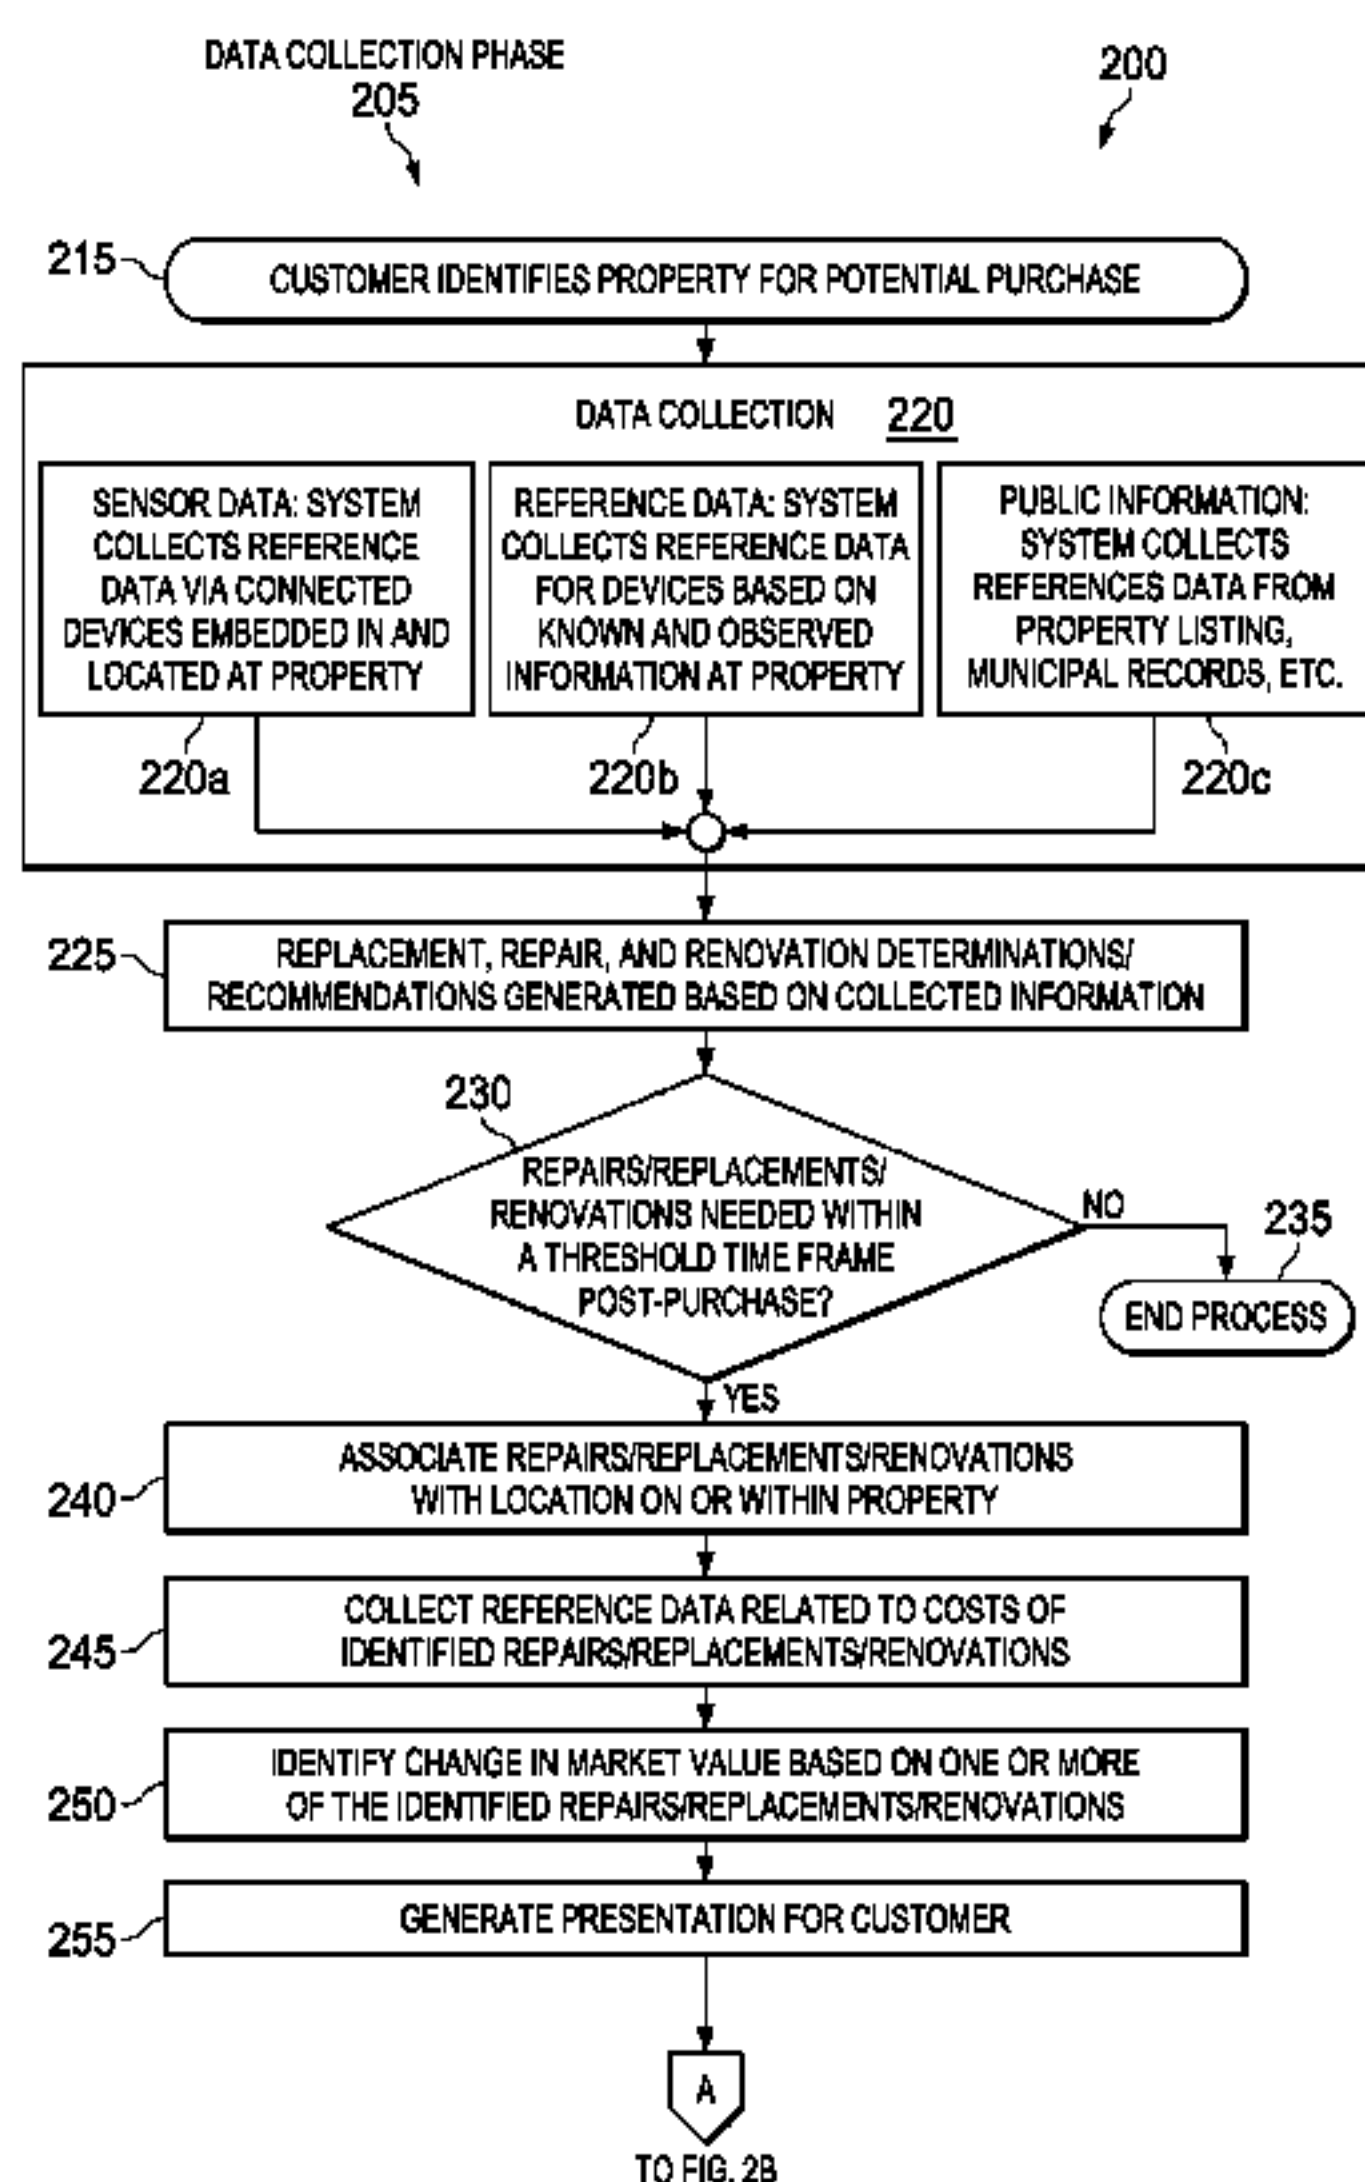 DATA COLLECTION PHASE
205
200
215
CUSTOMER IDENTIFIES PROPERTY FOR POTENTIAL PURCHASE
DATA COLLECTION 220
SENSOR DATA: SYSTEM
COLLECTS REFERENCE
DATA VIA CONNECTED
DEVICES EMBEDDED IN AND
LOCATED AT PROPERTY
220a
REFERENCE DATA: SYSTEM
COLLECTS REFERENCE DATA
FOR DEVICES BASED ON
KNOWN AND OBSERVED
INFORMATION AT PROPERTY
220b
PUBLIC INFORMATION:
SYSTEM COLLECTS
REFERENCES DATA FROM
PROPERTY LISTING,
MUNICIPAL RECORDS, ETC.
220c
225
REPLACEMENT, REPAIR, AND RENOVATION DETERMINATIONS/
RECOMMENDATIONS GENERATED BASED ON COLLECTED INFORMATION
230
REPAIRS/REPLACEMENTS/
RENOVATIONS NEEDED WITHIN
A THRESHOLD TIME FRAME
POST-PURCHASE?
NO
235
END PROCESS
YES
240
ASSOCIATE REPAIRS/REPLACEMENTS/RENOVATIONS
WITH LOCATION ON OR WITHIN PROPERTY
245
COLLECT REFERENCE DATA RELATED TO COSTS OF
IDENTIFIED REPAIRS/REPLACEMENTS/RENOVATIONS
250
IDENTIFY CHANGE IN MARKET VALUE BASED ON ONE OR MORE
OF THE IDENTIFIED REPAIRS/REPLACEMENTS/RENOVATIONS
255
GENERATE PRESENTATION FOR CUSTOMER
A
TO FIG. 2B